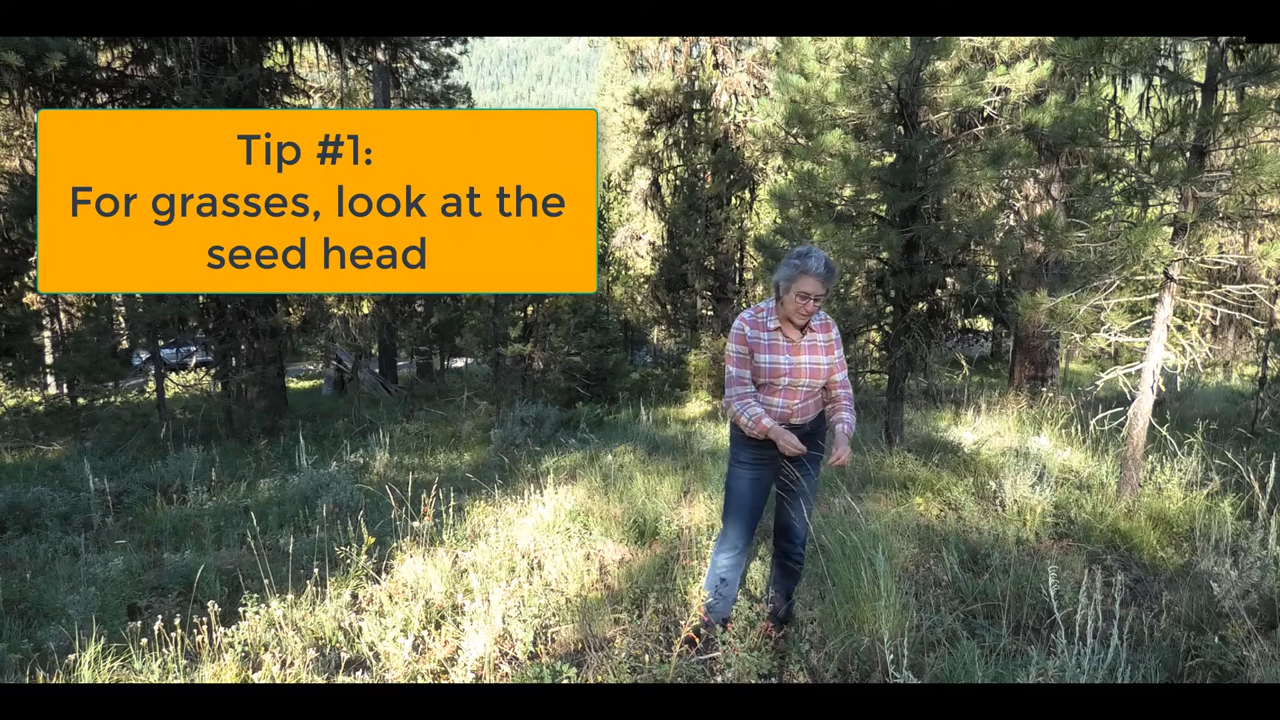 Tip #1:
For grasses, look at the
seed head